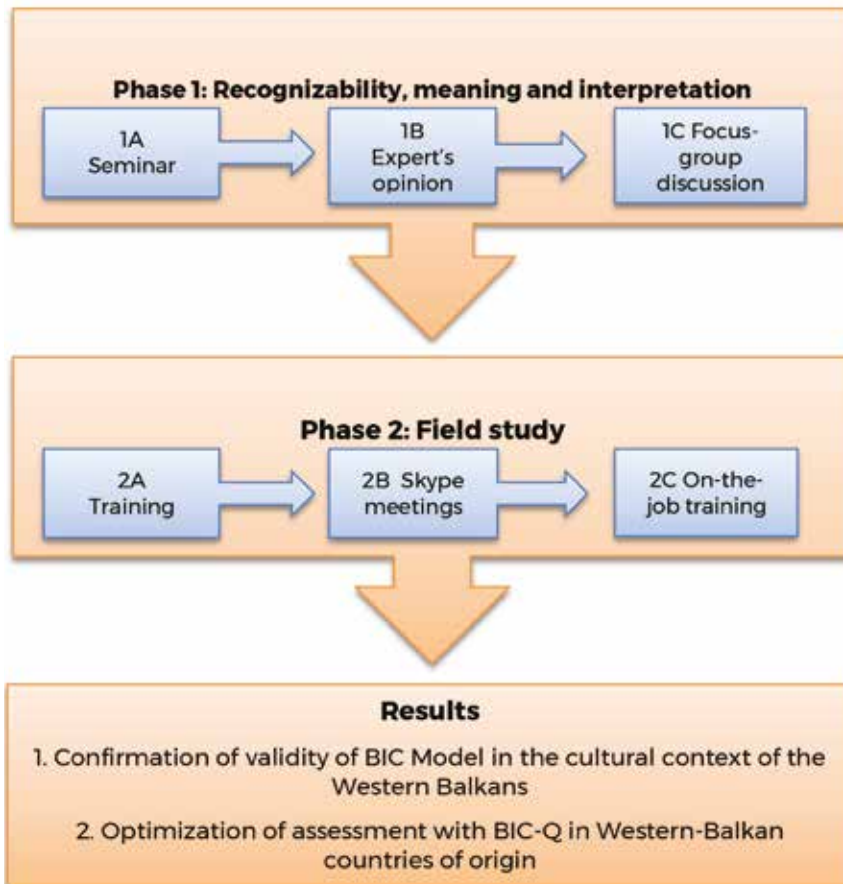 Phase 1: Recognizability, meaning and interpretation
1A
Seminar
1B
Expert's
opinion
1C Focus-
group
discussion
Phase 2: Field study
2A
Training
2B Skype
meetings
2C On-the-
job training
Results
1. Confirmation of validity of BIC Model in the cultural context of the
Western Balkans
2. Optimization of assessment with BIC-Q in Western-Balkan
countries of origin